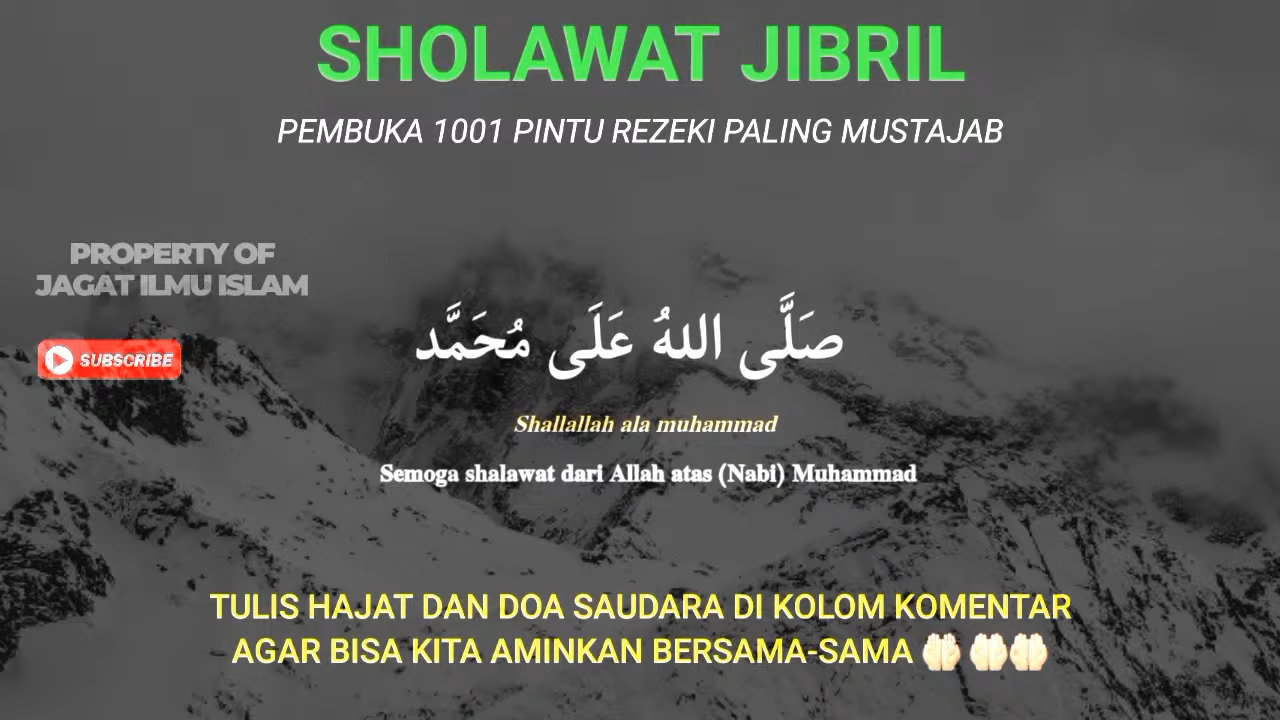 SHOLAWAT JIBRIL
PEMBUKA 1001 PINTU REZEKI PALING MUSTAJAB
PROPERTY OF
JAGAT ILMU ISLAM
SUBSCRIBE
صَلَّى اللهُ عَلَى مُحَمَّد
Shallallah ala muhammad
Semoga shalawat dari Allah atas (Nabi) Muhammad
TULIS HAJAT DAN DOA SAUDARA DI KOLOM KOMENTAR
AGAR BISA KITA AMINKAN BERSAMA-SAMA 🤲🏻 🤲🏻🤲🏻